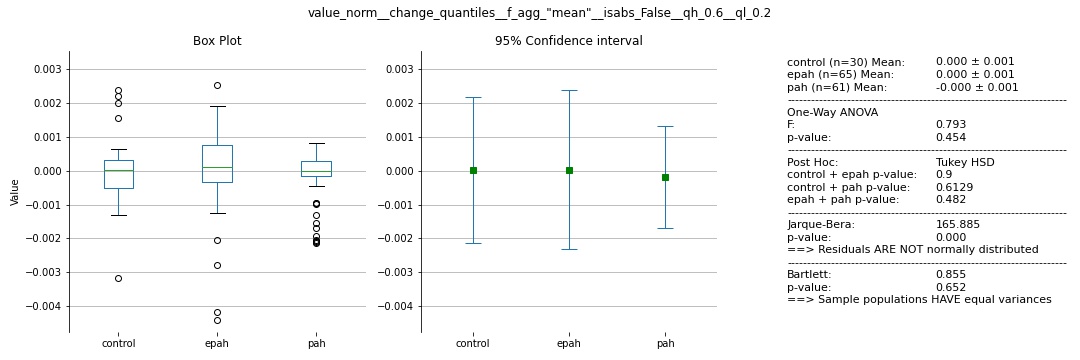 value_norm__change_quantiles__f_agg_"mean"__isabs_False__qh_0.6__ql_0.2
Box Plot
0.003
0.002
0.001
0.000
−0.001
−0.002
−0.003
−0.004
Value
control epah pah
95% Confidence interval
0.003
0.002
0.001
0.000
−0.001
−0.002
−0.003
−0.004
control epah pah
control (n=30) Mean: 0.000 ± 0.001
epah (n=65) Mean: 0.000 ± 0.001
pah (n=61) Mean: -0.000 ± 0.001
One-Way ANOVA
F: 0.793
p-value: 0.454
Post Hoc: Tukey HSD
control + epah p-value: 0.9
control + pah p-value: 0.6129
epah + pah p-value: 0.482
Jarque-Bera: 165.885
p-value: 0.000
==> Residuals ARE NOT normally distributed
Bartlett: 0.855
p-value: 0.652
==> Sample populations HAVE equal variances